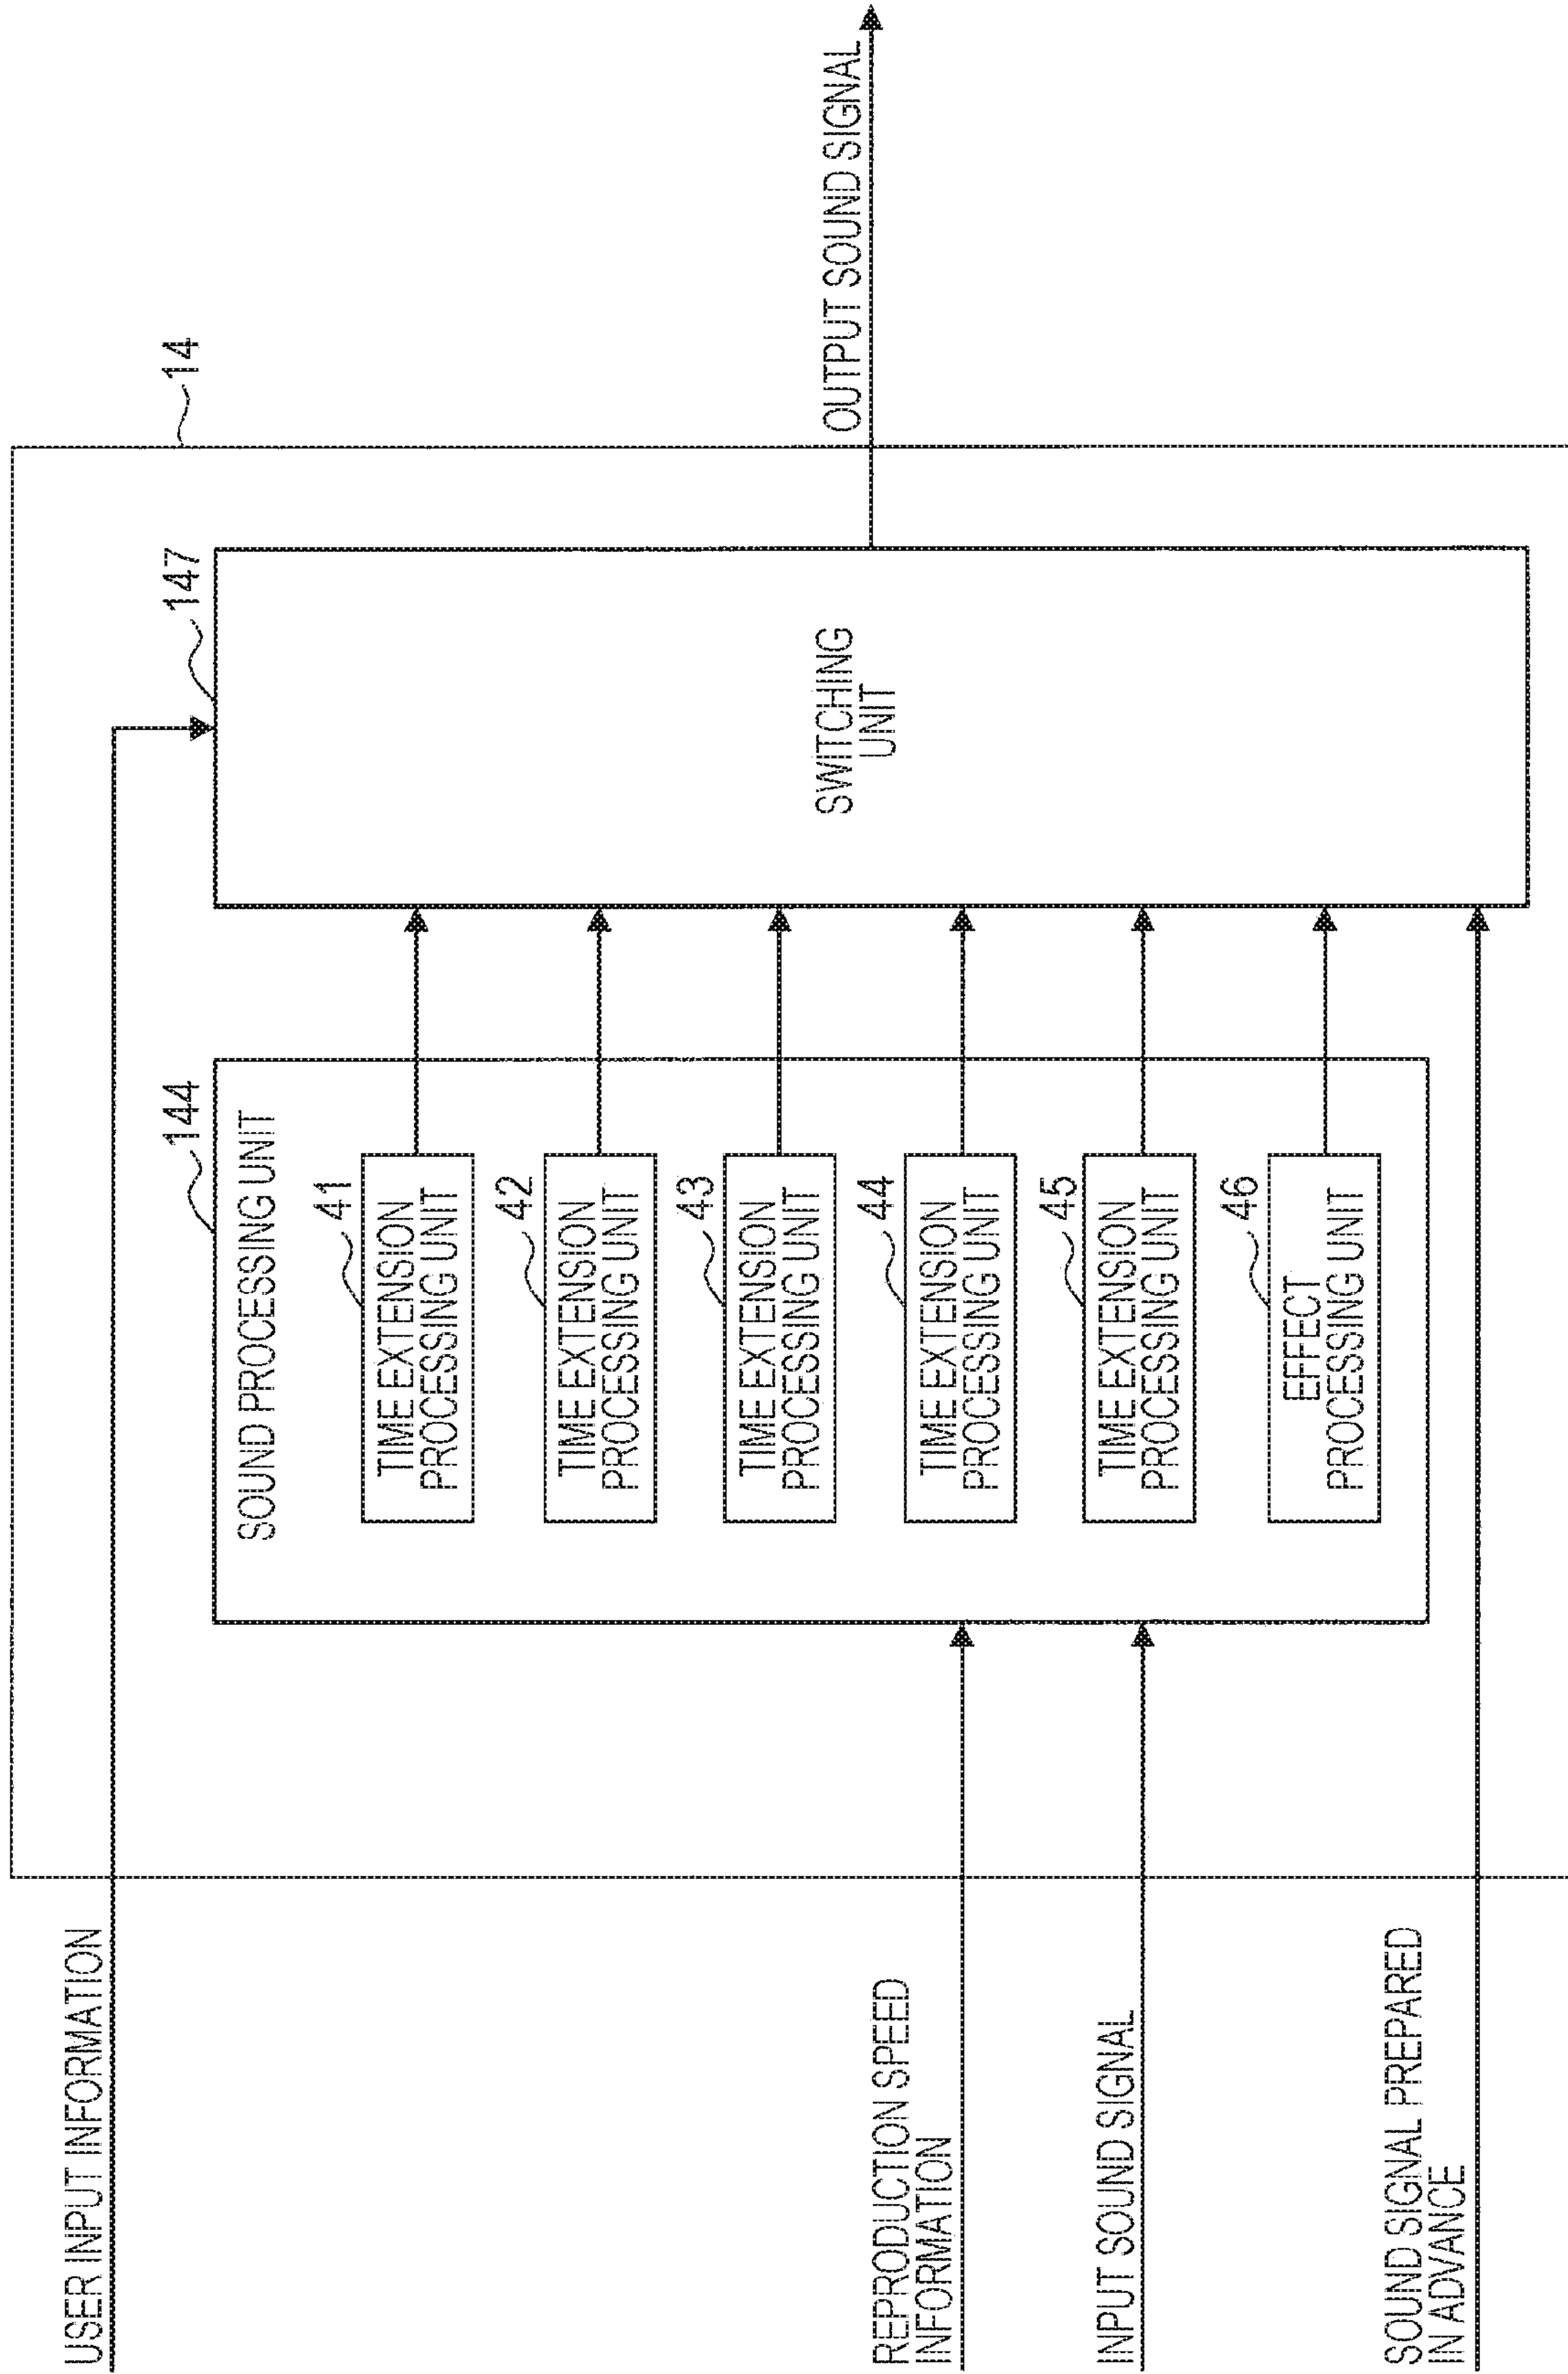 14
USER INPUT INFORMATION
144
147
SOUND PROCESSING UNIT
41
TIME EXTENSION
PROCESSING UNIT
42
TIME EXTENSION
PROCESSING UNIT
43
TIME EXTENSION
PROCESSING UNIT
44
TIME EXTENSION
PROCESSING UNIT
45
TIME EXTENSION
PROCESSING UNIT
46
EFFECT
PROCESSING UNIT
SWITCHING
UNIT
OUTPUT SOUND SIGNAL
REPRODUCTION SPEED
INFORMATION
INPUT SOUND SIGNAL
SOUND SIGNAL PREPARED
IN ADVANCE